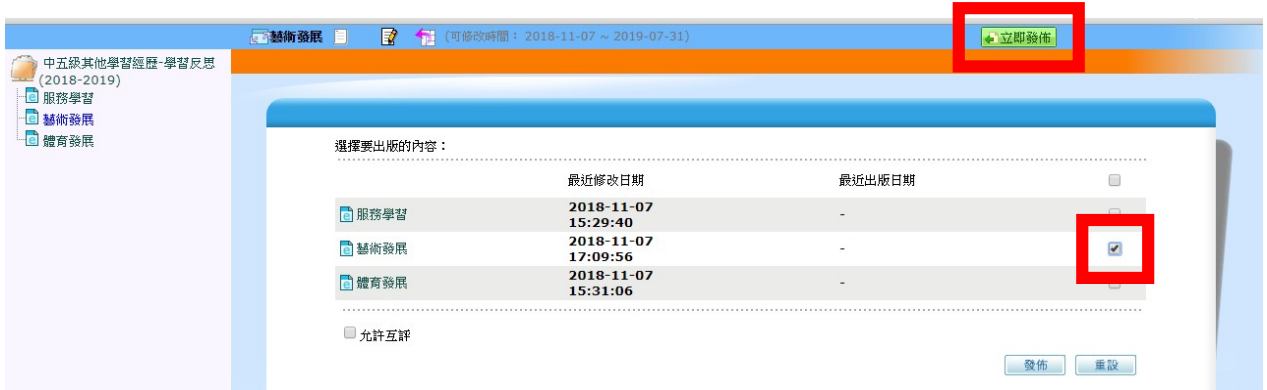 藝術發展 (可修改時間： 2018-11-07 ~ 2019-07-31) 立即發佈
中五級其他學習經歷-學習反思
(2018-2019)
服務學習
藝術發展
體育發展
選擇要出版的內容：
最近修改日期 最近出版日期
服務學習 2018-11-07 15:29:40 -
藝術發展 2018-11-07 17:09:56 -
體育發展 2018-11-07 15:31:06 -
允許互評
發佈 重設